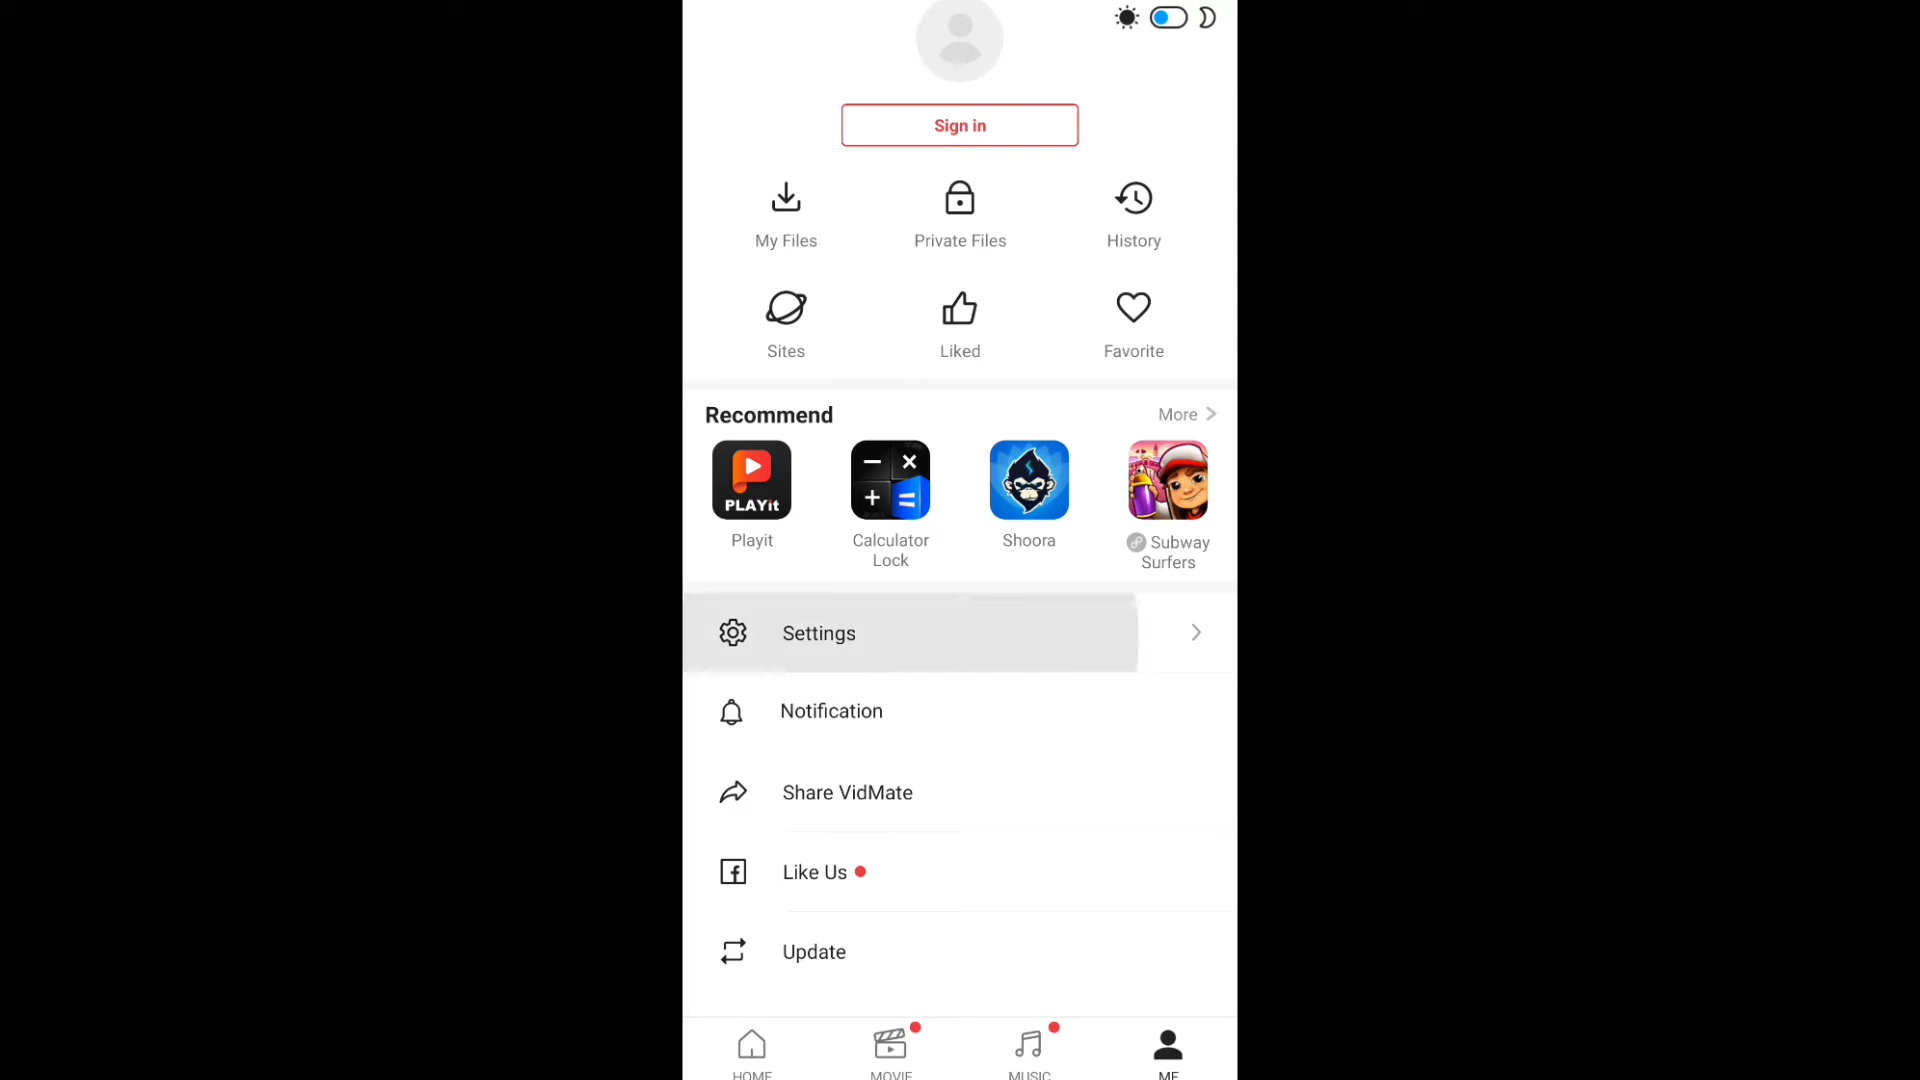 Sign in
My Files
Private Files
History
Sites
Liked
Favorite
Recommend
More
PLAYit
Playit
Calculator
Lock
Shoora
Subway
Surfers
Settings
Notification
Share VidMate
Like Us
Update
HOME
MOVIE
MUSIC
ME